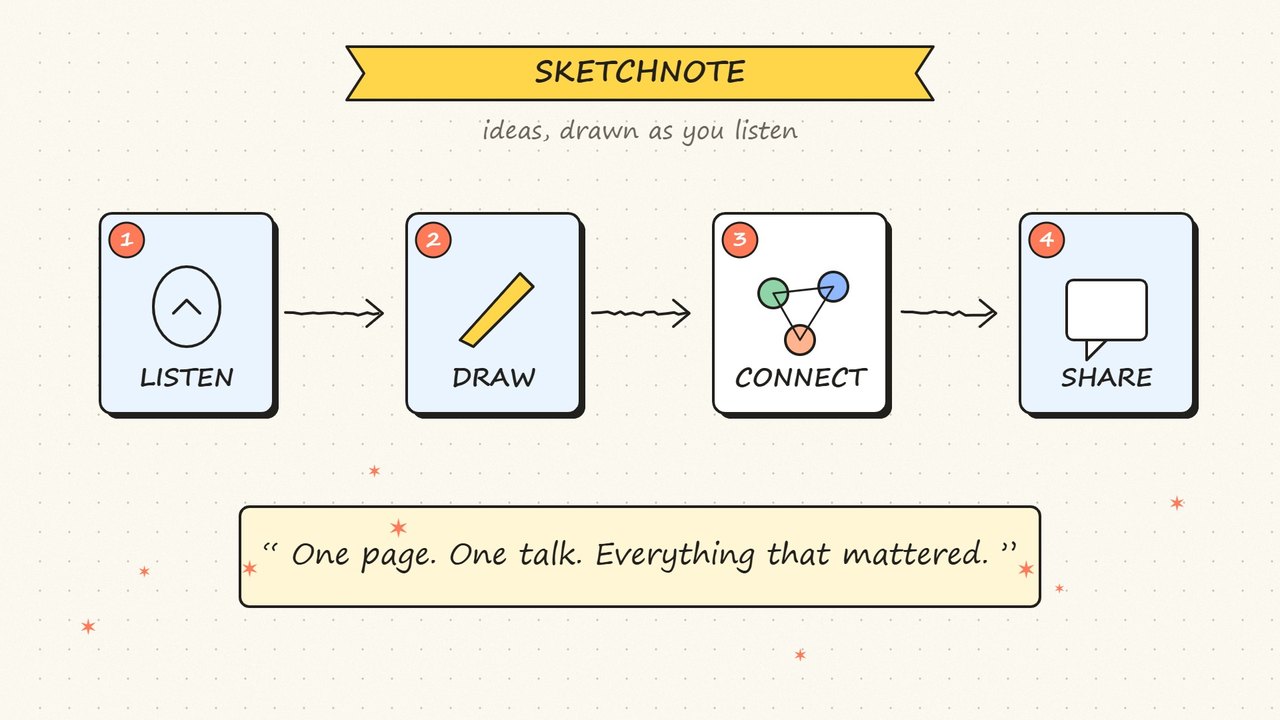 SKETCHNOTE
ideas, drawn as you listen
1
LISTEN
2
DRAW
3
CONNECT
4
SHARE
“ One page. One talk. Everything that mattered. ”